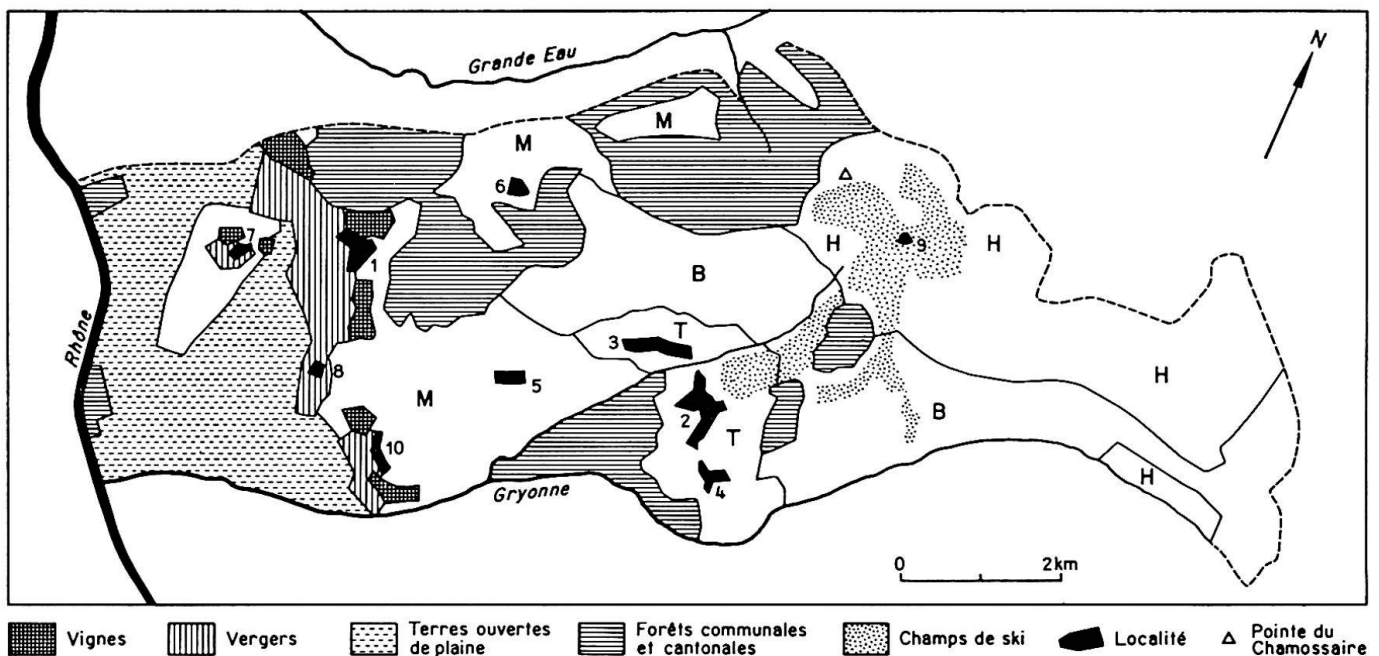 Grande Eau
N
M
M
6
7
1
H
9
H
B
Rhône
3
T
8
5
H
M
2
B
10
T
Gryonne
4
H
0 2km
Vignes
Vergers
Terres ouvertes
de plaine
Forêts communales
et cantonales
Champs de ski
Localité
Pointe du
Chamossaire